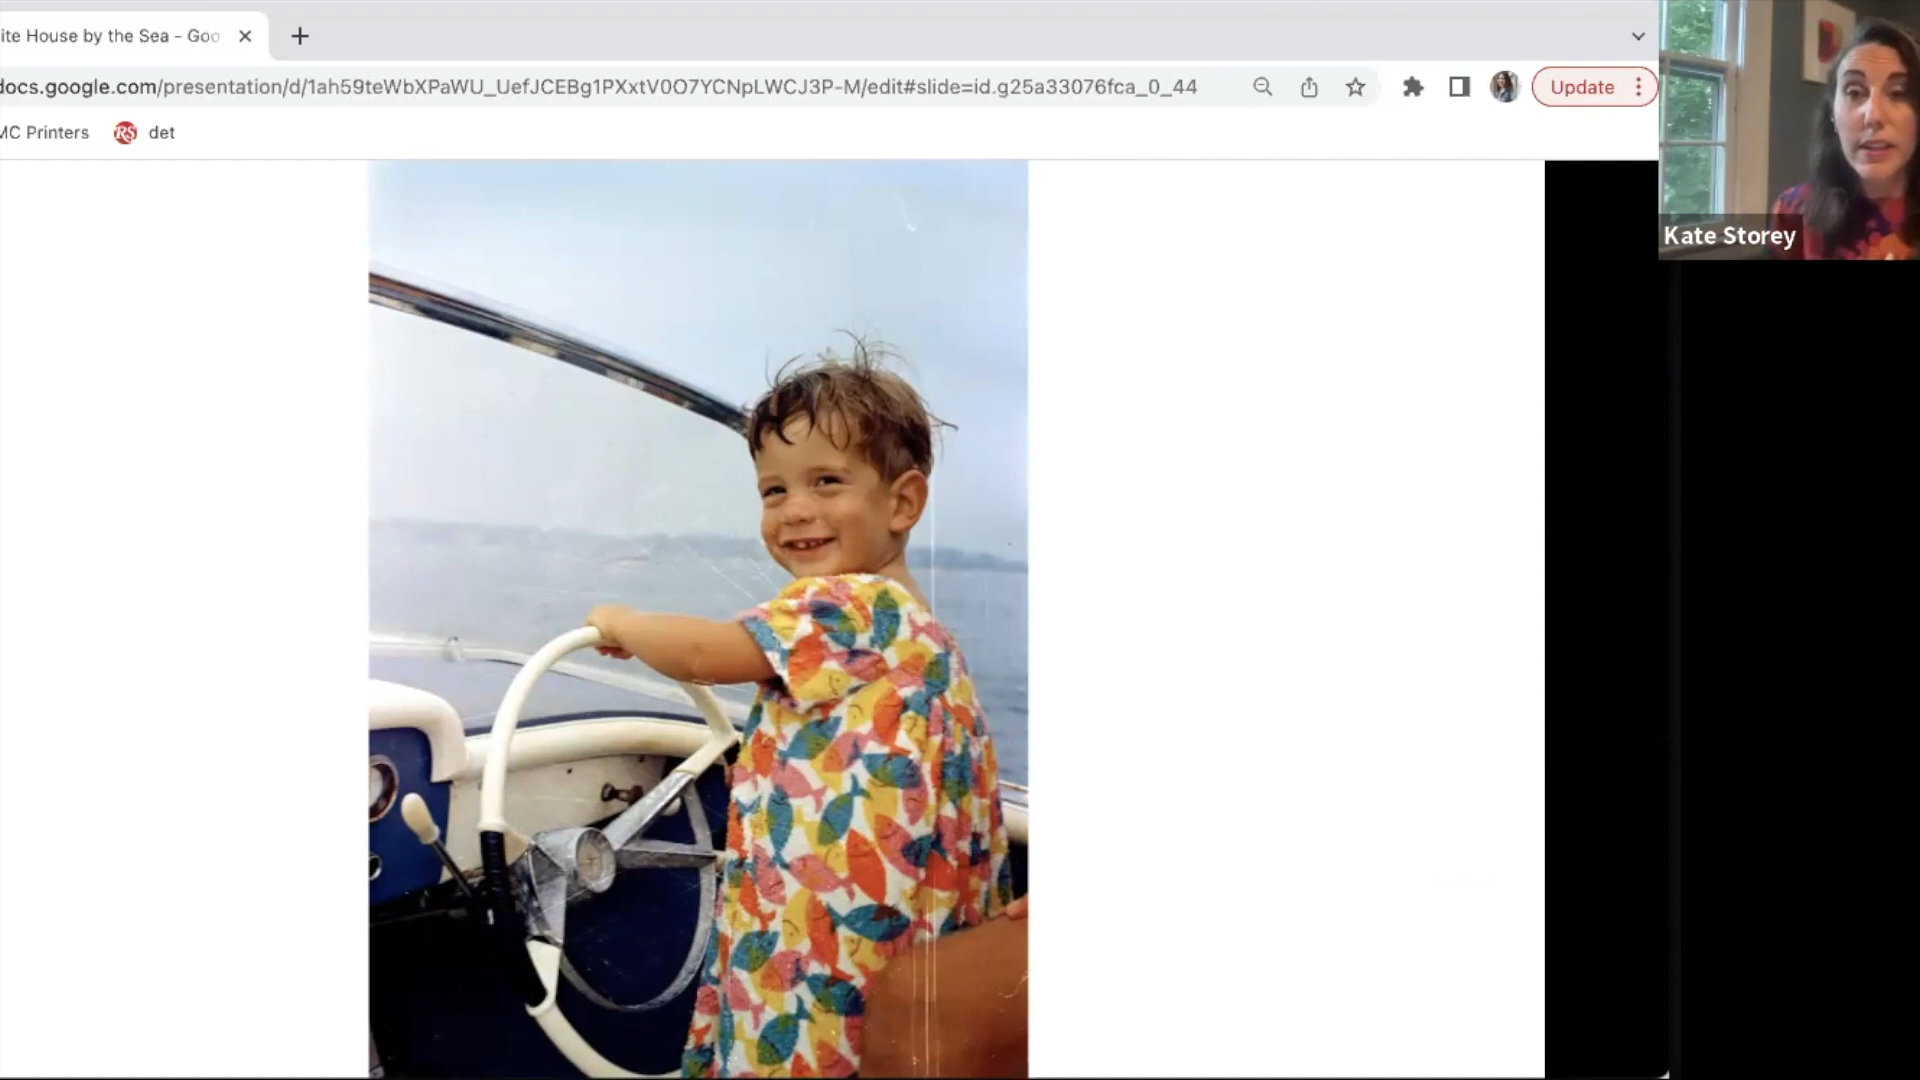 ite House by the Sea - Goo
docs.google.com/presentation/d/1ah59teWbXPaWU_UefJCEBg1PXxtV0O7YCNpLWCJ3P-M/edit#slide=id.g25a33076fca_0_44
Update
MC Printers
RS
det
Kate Storey